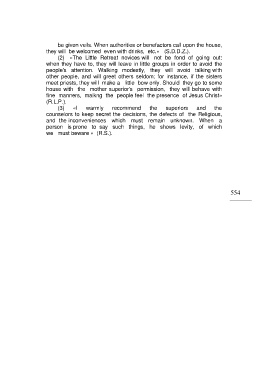 be given veils. When authorities or benefactors call upon the house,
they will be welcomed even with drinks, etc.» (S.D.D.Z.).
(2) «The Little Retreat novices will not be fond of going out:
when they have to, they will leave in little groups in order to avoid the
people's attention. Walking modestly, they will avoid talking with
other people, and will greet others seldom; for instance, if the sisters
meet priests, they will make a little bow only. Should they go to some
house with the mother superior's permission, they will behave with
fine manners, making the people feel the presence of Jesus Christ»
(R.L.P.).
(3) «I warmly recommend the superiors and the
counselors to keep secret the decisions, the defects of the Religious,
and the inconveniences which must remain unknown. When a
person is prone to say such things, he shows levity, of which
we must beware » (R.S.).
554